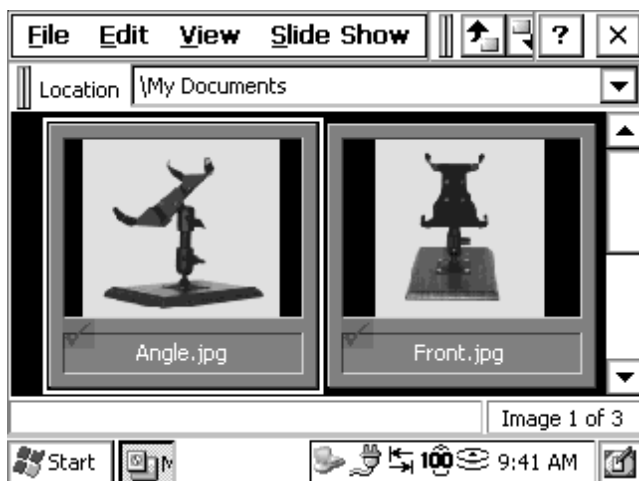 File Edit View Slide Show ?
Location \My Documents
Angle.jpg Front.jpg
Image 1 of 3
Start 100 9:41 AM